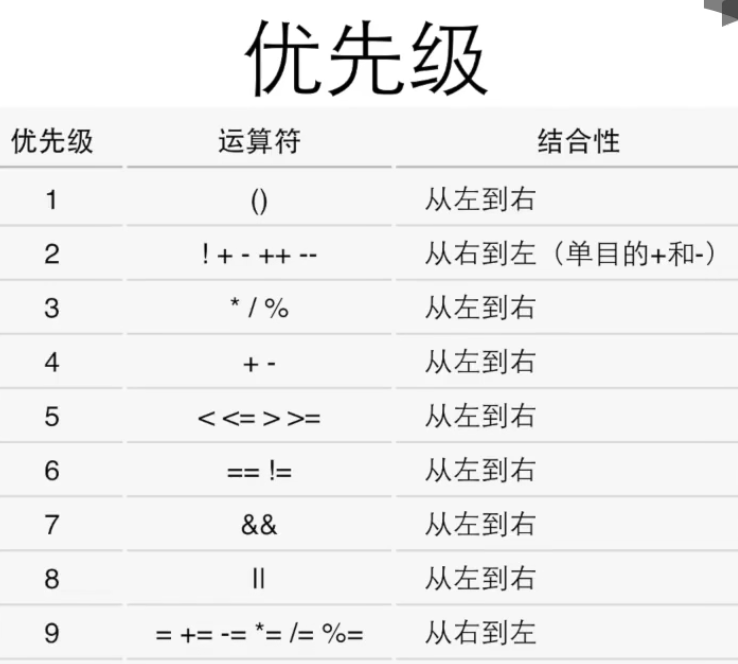 优先级
优先级 运算符 结合性
1 () 从左到右
2 ! + - ++ -- 从右到左（单目的+和-）
3 * / % 从左到右
4 + - 从左到右
5 < <= > >= 从左到右
6 == != 从左到右
7 && 从左到右
8 || 从左到右
9 = += -= *= /= %= 从右到左